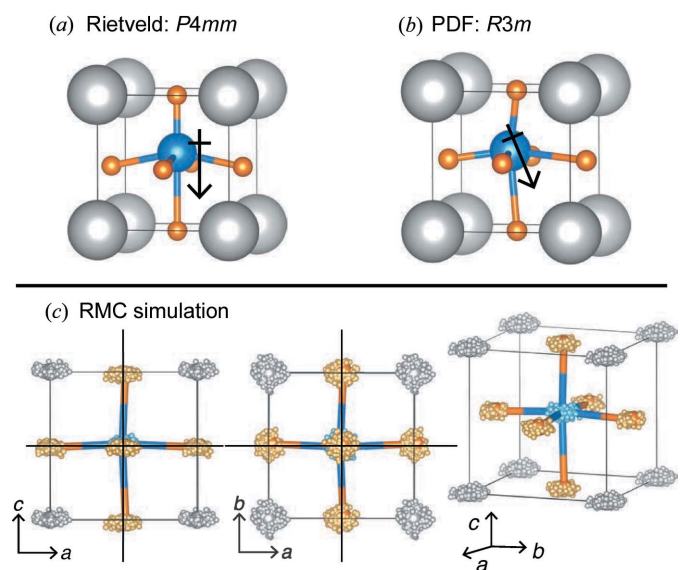 (a) Rietveld: P4mm
(b) PDF: R3m
(c) RMC simulation
c
a
b
a
c
a
b